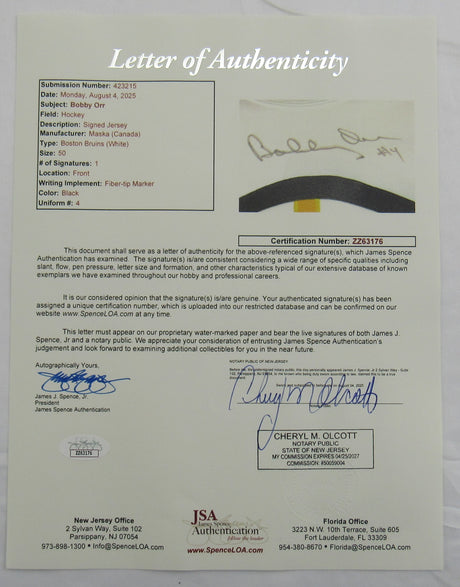 Letter of Authenticity
Submission Number: 423215
Date: Monday, August 4, 2025
Subject: Bobby Orr
Field: Hockey
Description: Signed Jersey
Manufacturer: Maska (Canada)
Type: Boston Bruins (White)
Size: 50
# of Signatures: 1
Location: Front
Writing Implement: Fiber-tip Marker
Color: Black
Uniform #: 4
Bobby Orr #4
Certification Number: ZZ63176
This document shall serve as a letter of authenticity for the above-referenced signature(s), which James Spence
Authentication has examined. The signature(s) is/are consistent considering a wide range of specific qualities including
slant, flow, pen pressure, letter size and formation, and other characteristics typical of our extensive database of known
exemplars we have examined throughout our hobby and professional careers.
It is our considered opinion that the signature(s) is/are genuine. Your authenticated signature(s) has been
assigned a unique certification number, which is uploaded into our restricted database and can be confirmed on our
website www.SpenceLOA.com at any time.
This letter must appear on our proprietary water-marked paper and bear the live signatures of both James J.
Spence, Jr and a notary public. We appreciate your consideration of entrusting James Spence Authentication's
judgement and look forward to examining additional collectibles for you in the near future.
Autographically Yours,
James J. Spence, Jr.
President
James Spence Authentication
NOTARY PUBLIC OF NEW JERSEY
Cheryl M Olcott
CHERYL M. OLCOTT
NOTARY PUBLIC
STATE OF NEW JERSEY
MY COMMISSION EXPIRES 04/25/2027
COMMISSION: #50059004
JSA
ZZ63176
New Jersey Office
2 Sylvan Way, Suite 102
Parsippany, NJ 07054
973-898-1300 • Info@SpenceLOA.com
JSA
James Spence
Authentication
follow the leader
www.SpenceLOA.com
Florida Office
3223 N.W. 10th Terrace, Suite 605
Fort Lauderdale, FL 33309
954-380-8670 • Florida@SpenceLOA.com